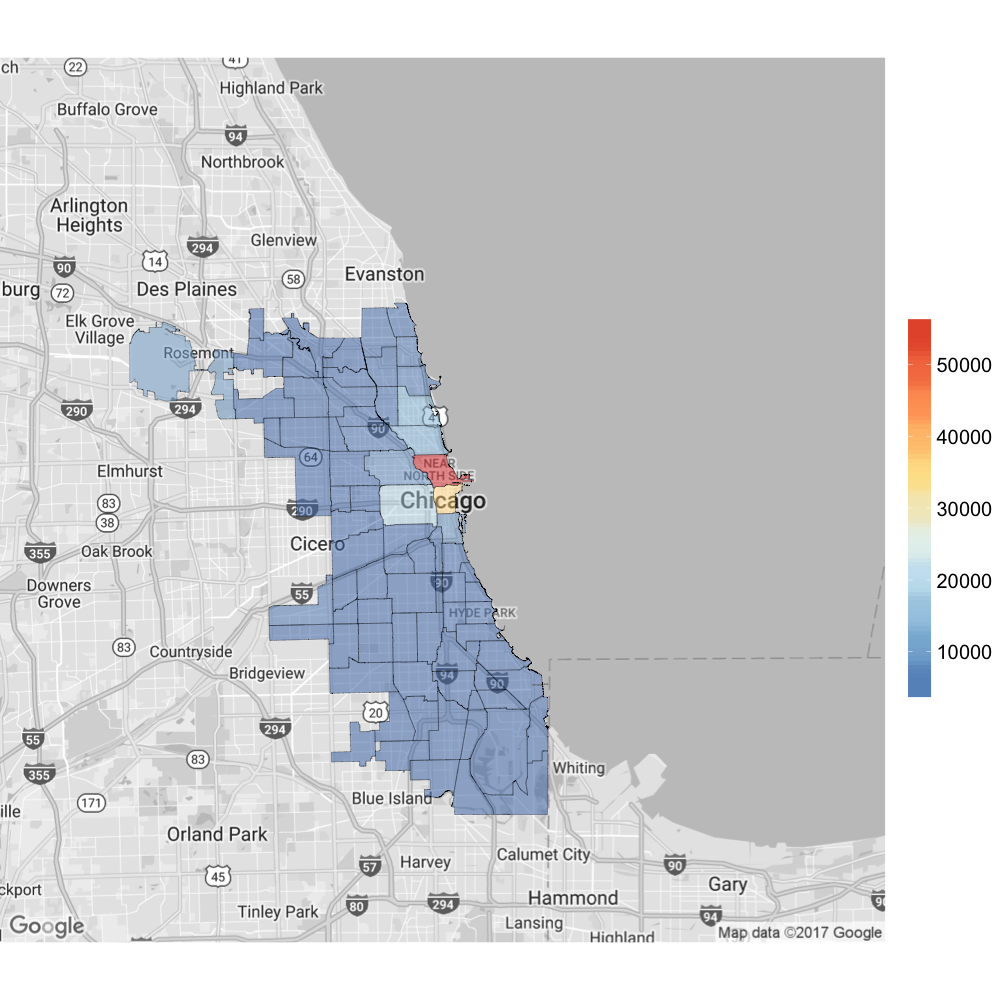 ch
22
41
Highland Park
Buffalo Grove
94
Northbrook
Arlington
Heights
294
Glenview
14
90
58
Evanston
burg
72
Des Plaines
Elk Grove
Village
Rosemont
50000
290
294
41
90
40000
64
NEAR
NORTH SIDE
Elmhurst
83
38
290
Chicago
30000
355
Oak Brook
Cicero
Downers
Grove
55
90
20000
HYDE PARK
83
Countryside
10000
Bridgeview
94
90
20
294
55
83
355
Whiting
171
Blue Island
ille
Orland Park
57
Harvey
Calumet City
90
45
ckport
Gary
Hammond
80
294
90
Tinley Park
94
Lansing
Google
Highland
Map data ©2017 Google